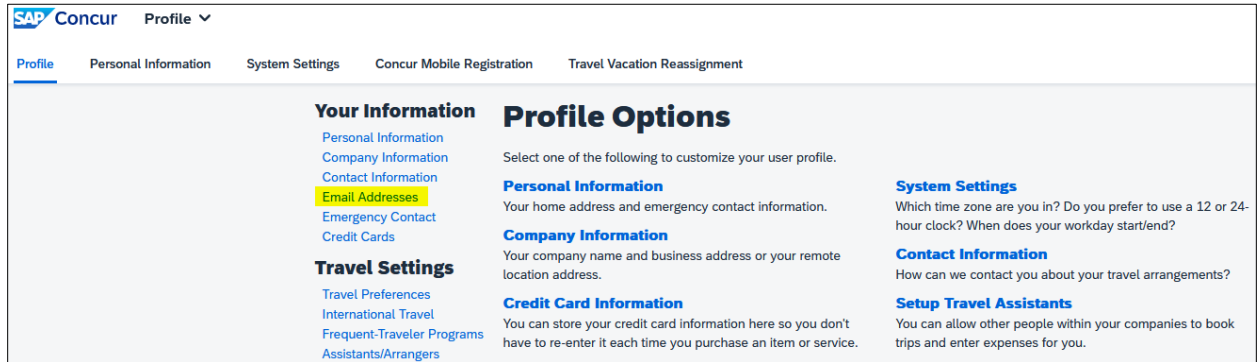 SAP Concur Profile
Profile Personal Information System Settings Concur Mobile Registration Travel Vacation Reassignment
Your Information
Personal Information
Company Information
Contact Information
Email Addresses
Emergency Contact
Credit Cards
Travel Settings
Travel Preferences
International Travel
Frequent-Traveler Programs
Assistants/Arrangers
Profile Options
Select one of the following to customize your user profile.
Personal Information
Your home address and emergency contact information.
Company Information
Your company name and business address or your remote
location address.
Credit Card Information
You can store your credit card information here so you don't
have to re-enter it each time you purchase an item or service.
System Settings
Which time zone are you in? Do you prefer to use a 12 or 24-
hour clock? When does your workday start/end?
Contact Information
How can we contact you about your travel arrangements?
Setup Travel Assistants
You can allow other people within your companies to book
trips and enter expenses for you.